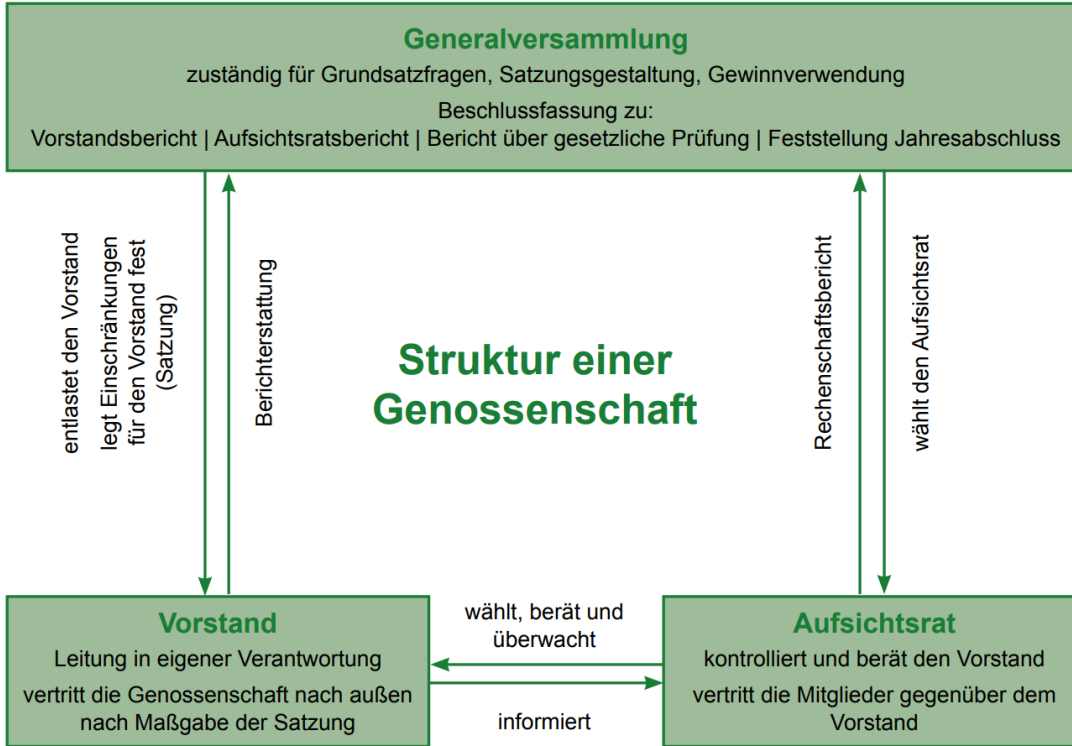 Generalversammlung
zuständig für Grundsatzfragen, Satzungsgestaltung, Gewinnverwendung
Beschlussfassung zu:
Vorstandsbericht | Aufsichtsratsbericht | Bericht über gesetzliche Prüfung | Feststellung Jahresabschluss
entlastet den Vorstand
legt Einschränkungen
für den Vorstand fest
(Satzung)
Berichterstattung
Struktur einer
Genossenschaft
Rechenschaftsbericht
wählt den Aufsichtsrat
Vorstand
Leitung in eigener Verantwortung
vertritt die Genossenschaft nach außen
nach Maßgabe der Satzung
wählt, berät und
überwacht
informiert
Aufsichtsrat
kontrolliert und berät den Vorstand
vertritt die Mitglieder gegenüber dem
Vorstand